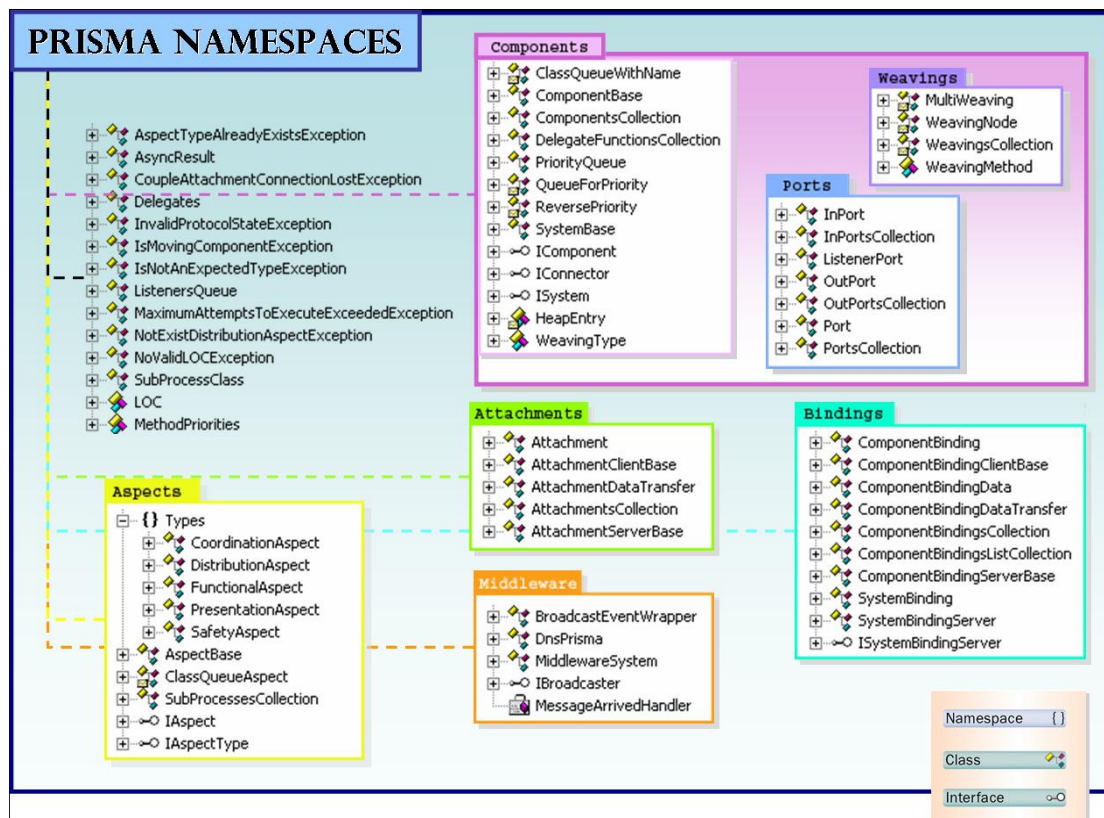 PRISMA NAMESPACES
AspectTypeAlreadyExistsException
AsyncResult
CoupleAttachmentConnectionLostException
Delegates
InvalidProtocolStateException
IsMovingComponentException
IsNotAnExpectedTypeException
ListenersQueue
MaximumAttemptsToExecuteExceededException
NotExistDistributionAspectException
NoValidLOCException
SubProcessClass
LOC
MethodPriorities
Components
ClassQueueWithName
ComponentBase
ComponentsCollection
DelegateFunctionsCollection
PriorityQueue
QueueForPriority
ReversePriority
SystemBase
IComponent
IConnector
ISystem
HeapEntry
WeavingType
Weavings
MultiWeaving
WeavingNode
WeavingsCollection
WeavingMethod
Ports
InPort
InPortsCollection
ListenerPort
OutPort
OutPortsCollection
Port
PortsCollection
Attachments
Attachment
AttachmentClientBase
AttachmentDataTransfer
AttachmentsCollection
AttachmentServerBase
Bindings
ComponentBinding
ComponentBindingClientBase
ComponentBindingData
ComponentBindingDataTransfer
ComponentBindingsCollection
ComponentBindingsListCollection
ComponentBindingServerBase
SystemBinding
SystemBindingServer
ISystemBindingServer
Aspects
{} Types
CoordinationAspect
DistributionAspect
FunctionalAspect
PresentationAspect
SafetyAspect
AspectBase
ClassQueueAspect
SubProcessesCollection
IAspect
IAspectType
Middleware
BroadcastEventWrapper
DnsPrisma
MiddlewareSystem
IBroadcaster
MessageArrivedHandler
Namespace {}
Class
Interface